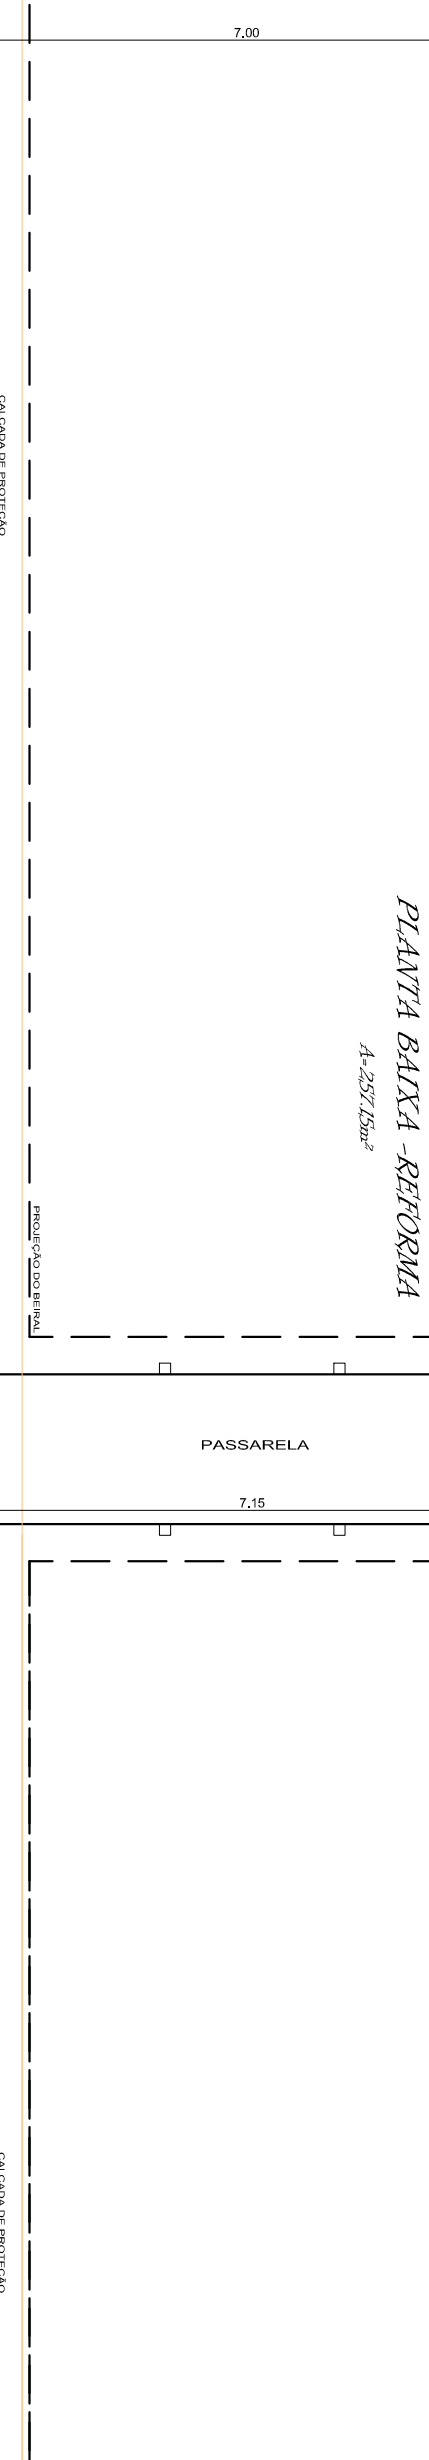 7.00
CALÇADA DE PROTEÇÃO
PLANTA BAIXA -REFORMA
A=257.15m²
PROJEÇÃO DO BEIRAL
PASSARELA
7.15
CALÇADA DE PROTEÇÃO